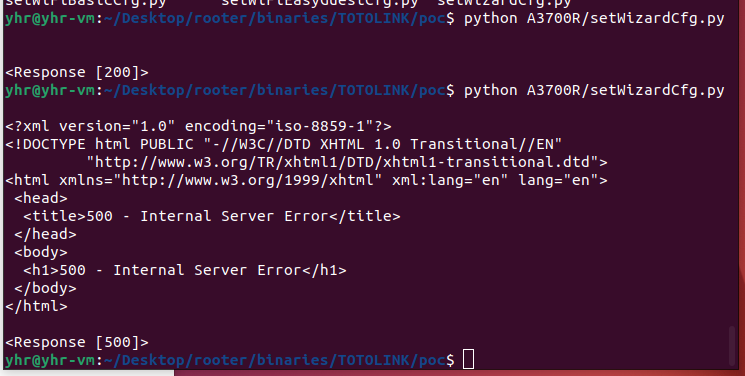 setWiFiBasicCfg.py setWiFiEasyGuestCfg.py setWizardCfg.py
yhr@yhr-vm:~/Desktop/rooter/binaries/TOTOLINK/poc$ python A3700R/setWizardCfg.py
<Response [200]>
yhr@yhr-vm:~/Desktop/rooter/binaries/TOTOLINK/poc$ python A3700R/setWizardCfg.py
<?xml version="1.0" encoding="iso-8859-1"?>
<!DOCTYPE html PUBLIC "-//W3C//DTD XHTML 1.0 Transitional//EN"
"http://www.w3.org/TR/xhtml1/DTD/xhtml1-transitional.dtd">
<html xmlns="http://www.w3.org/1999/xhtml" xml:lang="en" lang="en">
<head>
<title>500 - Internal Server Error</title>
</head>
<body>
<h1>500 - Internal Server Error</h1>
</body>
</html>
<Response [500]>
yhr@yhr-vm:~/Desktop/rooter/binaries/TOTOLINK/poc$